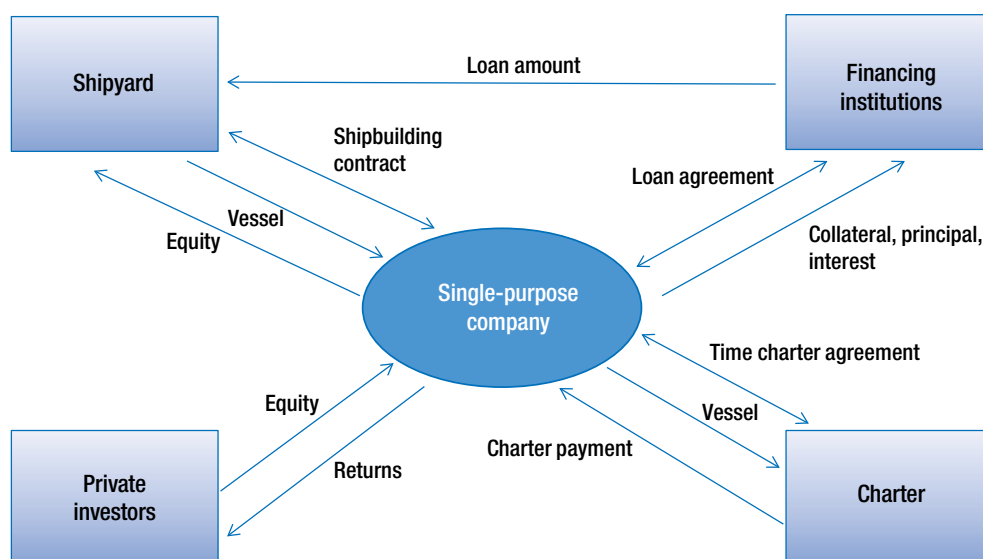 Shipyard
Loan amount
Financing
institutions
Shipbuilding
contract
Loan agreement
Vessel
Equity
Collateral, principal,
interest
Single-purpose
company
Time charter agreement
Equity
Vessel
Charter payment
Returns
Private
investors
Charter